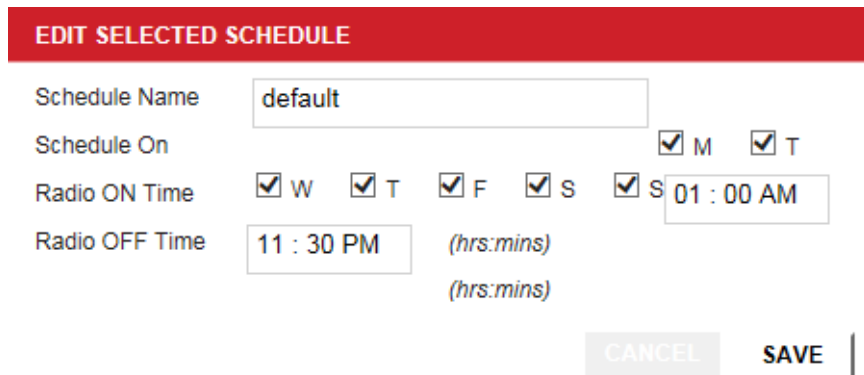 EDIT SELECTED SCHEDULE
Schedule Name default
Schedule On M T
Radio ON Time W T F S S 01 : 00 AM
Radio OFF Time 11 : 30 PM (hrs:mins)
(hrs:mins)
CANCEL SAVE